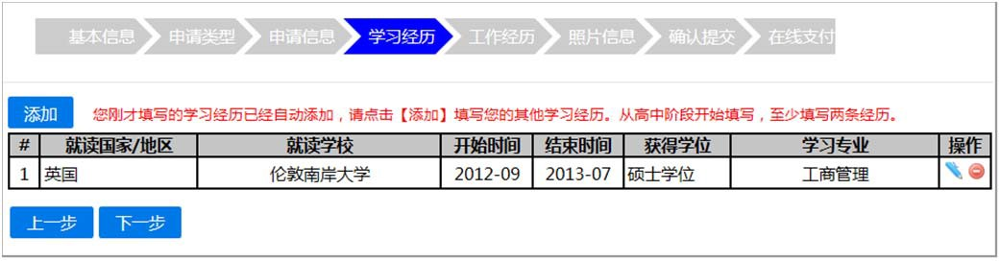 基本信息 申请类型 申请信息 学习经历 工作经历 照片信息 确认提交 在线支付
添加 您刚才填写的学习经历已经自动添加，请点击【添加】填写您的其他学习经历。从高中阶段开始填写，至少填写两条经历。
# 就读国家/地区 就读学校 开始时间 结束时间 获得学位 学习专业 操作
1 英国 伦敦南岸大学 2012-09 2013-07 硕士学位 工商管理
上一步 下一步